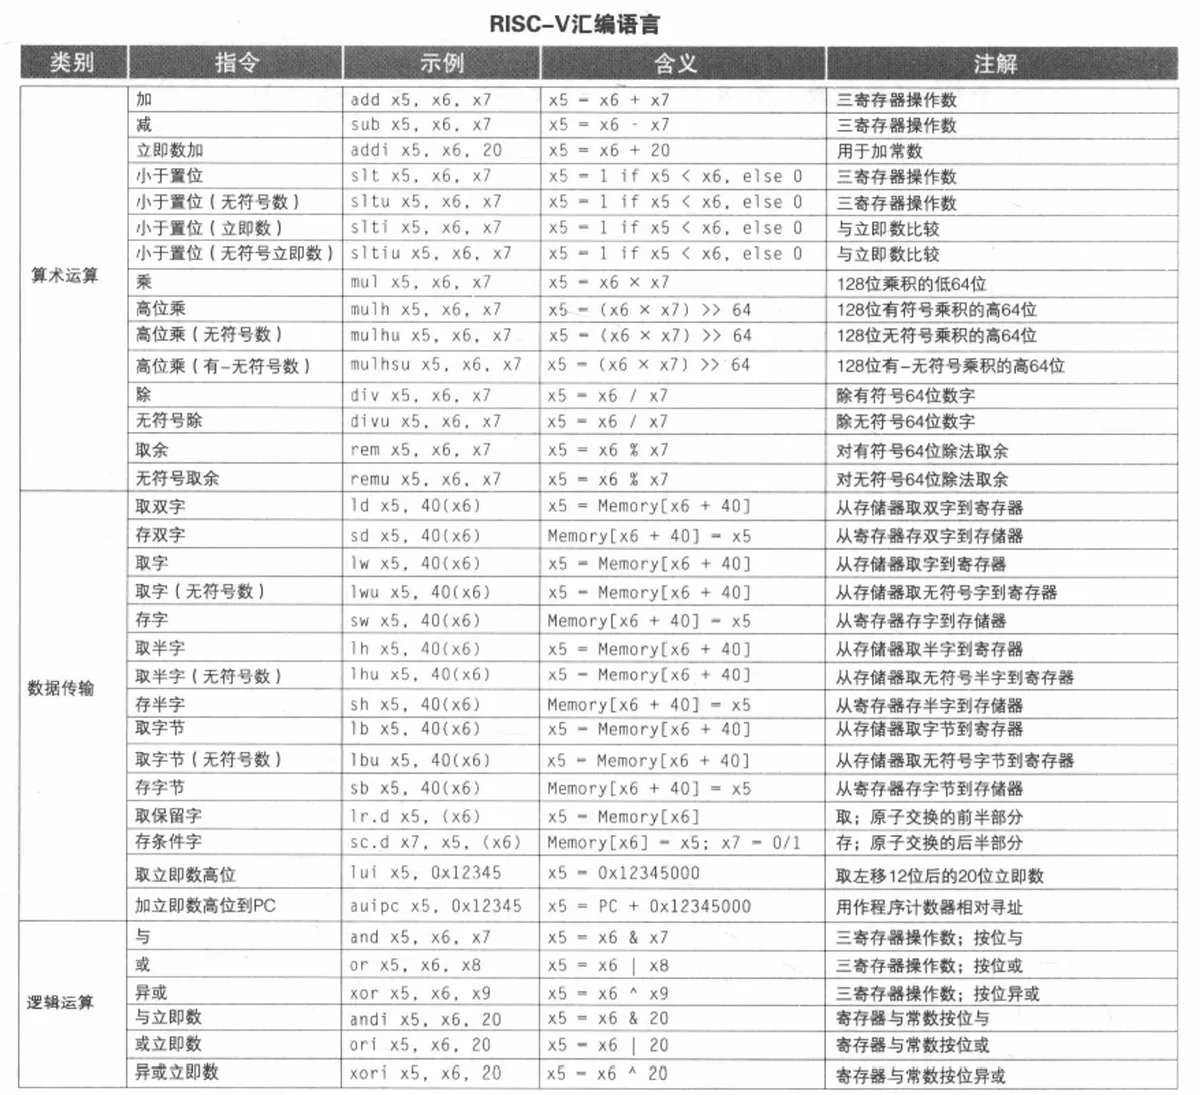 RISC-V汇编语言
类别 指令 示例 含义 注解
加 add x5, x6, x7 x5 = x6 + x7 三寄存器操作数
减 sub x5, x6, x7 x5 = x6 - x7 三寄存器操作数
立即数加 addi x5, x6, 20 x5 = x6 + 20 用于加常数
小于置位 slt x5, x6, x7 x5 = 1 if x5 < x6, else 0 三寄存器操作数
小于置位(无符号数) sltu x5, x6, x7 x5 = 1 if x5 < x6, else 0 三寄存器操作数
小于置位(立即数) slti x5, x6, x7 x5 = 1 if x5 < x6, else 0 与立即数比较
小于置位(无符号立即数) sltiu x5, x6, x7 x5 = 1 if x5 < x6, else 0 与立即数比较
算术运算 乘 mul x5, x6, x7 x5 = x6 × x7 128位乘积的低64位
高位乘 mulh x5, x6, x7 x5 = (x6 × x7) >> 64 128位有符号乘积的高64位
高位乘(无符号数) mulhu x5, x6, x7 x5 = (x6 × x7) >> 64 128位无符号乘积的高64位
高位乘(有-无符号数) mulhsu x5, x6, x7 x5 = (x6 × x7) >> 64 128位有-无符号乘积的高64位
除 div x5, x6, x7 x5 = x6 / x7 除有符号64位数字
无符号除 divu x5, x6, x7 x5 = x6 / x7 除无符号64位数字
取余 rem x5, x6, x7 x5 = x6 % x7 对有符号64位除法取余
无符号取余 remu x5, x6, x7 x5 = x6 % x7 对无符号64位除法取余
取双字 ld x5, 40(x6) x5 = Memory[x6 + 40] 从存储器取双字到寄存器
存双字 sd x5, 40(x6) Memory[x6 + 40] = x5 从寄存器存双字到存储器
取字 lw x5, 40(x6) x5 = Memory[x6 + 40] 从存储器取字到寄存器
取字(无符号数) lwu x5, 40(x6) x5 = Memory[x6 + 40] 从存储器取无符号字到寄存器
存字 sw x5, 40(x6) Memory[x6 + 40] = x5 从寄存器存字到存储器
取半字 lh x5, 40(x6) x5 = Memory[x6 + 40] 从存储器取半字到寄存器
数据传输 取半字(无符号数) lhu x5, 40(x6) x5 = Memory[x6 + 40] 从存储器取无符号半字到寄存器
存半字 sh x5, 40(x6) Memory[x6 + 40] = x5 从寄存器存半字到存储器
取字节 lb x5, 40(x6) x5 = Memory[x6 + 40] 从存储器取字节到寄存器
取字节(无符号数) lbu x5, 40(x6) x5 = Memory[x6 + 40] 从存储器取无符号字节到寄存器
存字节 sb x5, 40(x6) Memory[x6 + 40] = x5 从寄存器存字节到存储器
取保留字 lr.d x5, (x6) x5 = Memory[x6] 取;原子交换的前半部分
存条件字 sc.d x7, x5, (x6) Memory[x6] = x5; x7 = 0/1 存;原子交换的后半部分
取立即数高位 lui x5, 0x12345 x5 = 0x12345000 取左移12位后的20位立即数
加立即数高位到PC auipc x5, 0x12345 x5 = PC + 0x12345000 用作程序计数器相对寻址
与 and x5, x6, x7 x5 = x6 & x7 三寄存器操作数;按位与
或 or x5, x6, x8 x5 = x6 | x8 三寄存器操作数;按位或
逻辑运算 异或 xor x5, x6, x9 x5 = x6 ^ x9 三寄存器操作数;按位异或
与立即数 andi x5, x6, 20 x5 = x6 & 20 寄存器与常数按位与
或立即数 ori x5, x6, 20 x5 = x6 | 20 寄存器与常数按位或
异或立即数 xori x5, x6, 20 x5 = x6 ^ 20 寄存器与常数按位异或